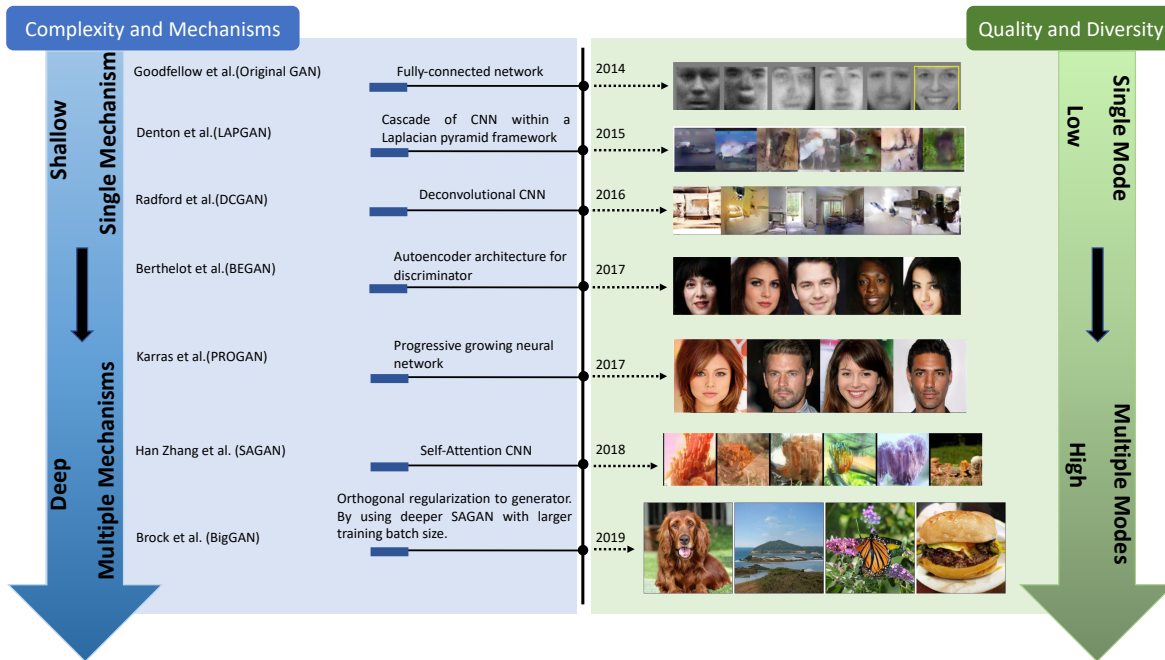 Complexity and Mechanisms
Quality and Diversity
Shallow
Single Mechanism
Deep
Multiple Mechanisms
Goodfellow et al.(Original GAN)
Fully-connected network
2014
Denton et al.(LAPGAN)
Cascade of CNN within a
Laplacian pyramid framework
2015
Radford et al.(DCGAN)
Deconvolutional CNN
2016
Berthelot et al.(BEGAN)
Autoencoder architecture for
discriminator
2017
Karras et al.(PROGAN)
Progressive growing neural
network
2017
Han Zhang et al. (SAGAN)
Self-Attention CNN
2018
Brock et al. (BigGAN)
Orthogonal regularization to generator.
By using deeper SAGAN with larger
training batch size.
2019
Low
Single Mode
High
Multiple Modes